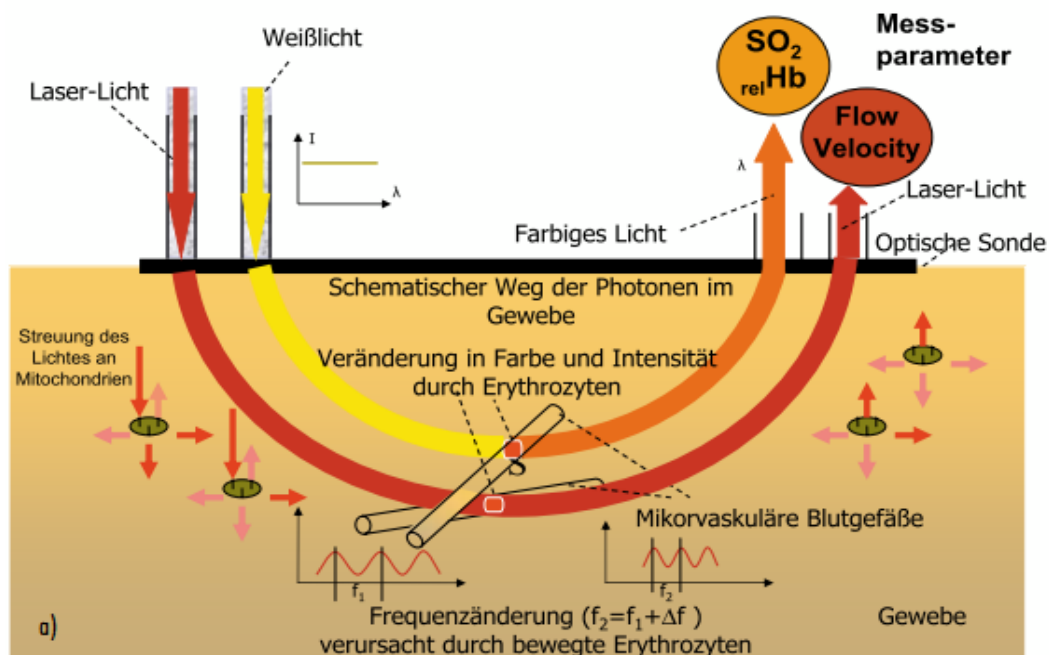 Weißlicht
Laser-Licht
I
λ
SO2
relHb
Mess-
parameter
Flow
Velocity
λ
Laser-Licht
Farbiges Licht
Optische Sonde
Schematischer Weg der Photonen im
Gewebe
Streuung des
Lichtes an
Mitochondrien
Veränderung in Farbe und Intensität
durch Erythrozyten
S
Mikorvaskuläre Blutgefäße
f1
f2
Frequenzänderung (f2=f1+Δf )
verursacht durch bewegte Erythrozyten
Gewebe
a)